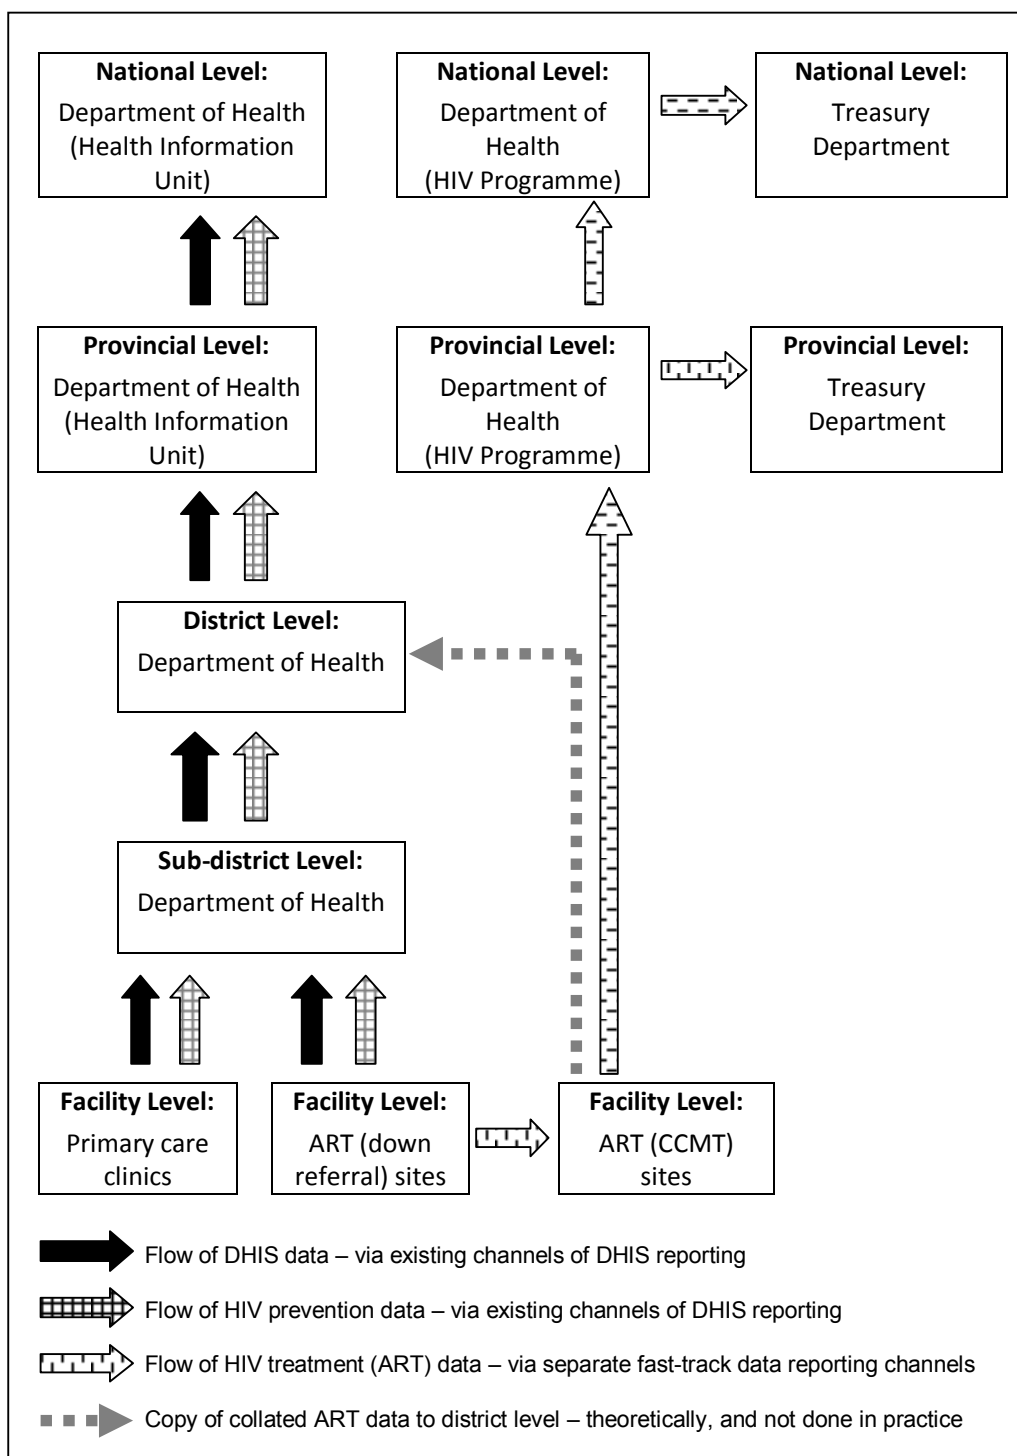 National Level:
Department of Health
(Health Information
Unit)
National Level:
Department of
Health
(HIV Programme)
National Level:
Treasury
Department
Provincial Level:
Department of Health
(Health Information
Unit)
Provincial Level:
Department of
Health
(HIV Programme)
Provincial Level:
Treasury
Department
District Level:
Department of Health
Sub-district Level:
Department of Health
Facility Level:
Primary care
clinics
Facility Level:
ART (down
referral) sites
Facility Level:
ART (CCMT)
sites
Flow of DHIS data – via existing channels of DHIS reporting
Flow of HIV prevention data – via existing channels of DHIS reporting
Flow of HIV treatment (ART) data – via separate fast-track data reporting channels
Copy of collated ART data to district level – theoretically, and not done in practice